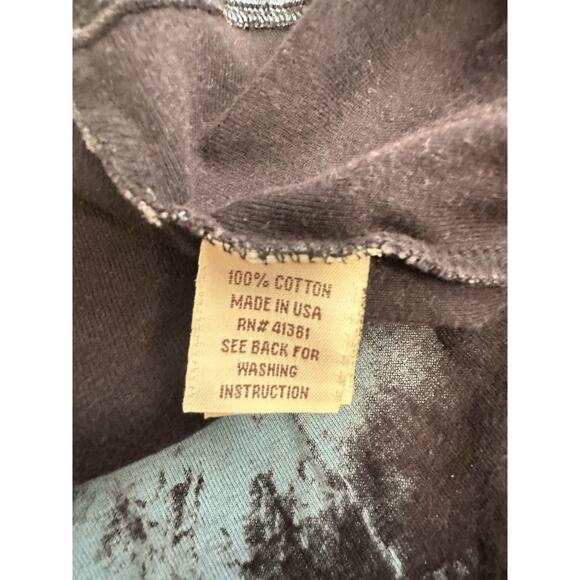 100% COTTON
MADE IN USA
RN# 41381
SEE BACK FOR
WASHING
INSTRUCTION